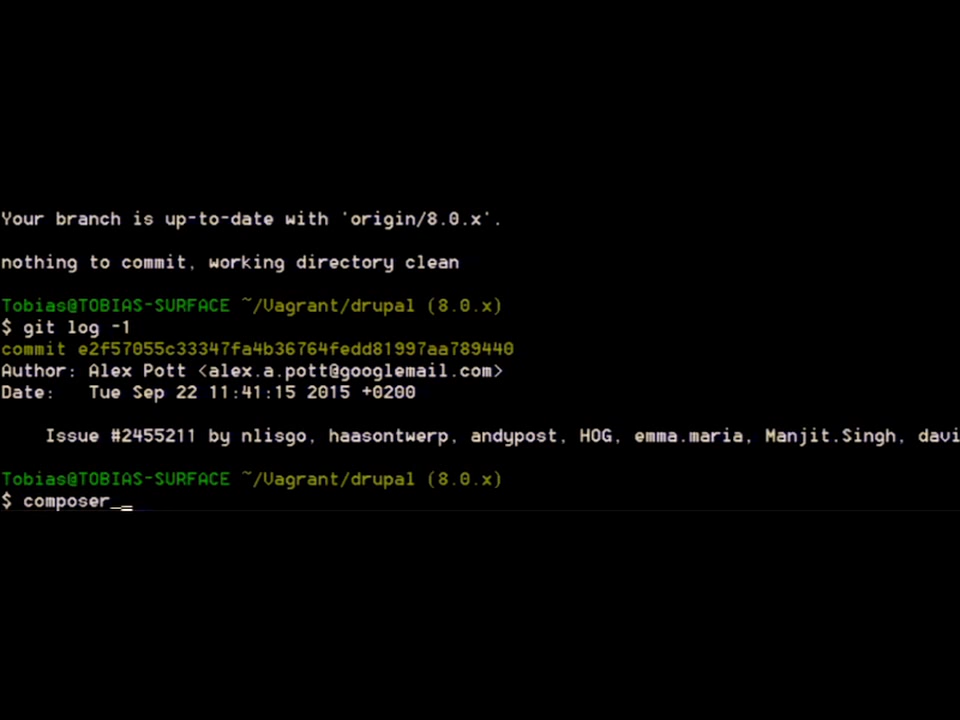 Your branch is up-to-date with 'origin/8.0.x'.
nothing to commit, working directory clean
Tobias@TOBIAS-SURFACE ~/Vagrant/drupal (8.0.x)
$ git log -1
commit e2f57055c33347fa4b36764fedd81997aa789440
Author: Alex Pott <alex.a.pott@googlemail.com>
Date:   Tue Sep 22 11:41:15 2015 +0200
    Issue #2455211 by nlisgo, haasontwerp, andypost, HOG, emma.maria, Manjit.Singh, davi
Tobias@TOBIAS-SURFACE ~/Vagrant/drupal (8.0.x)
$ composer_